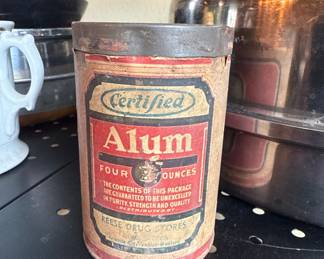 Certified
Alum
FOUR OUNCES
THE CONTENTS OF THIS PACKAGE
ARE GUARANTEED TO BE UNEXCELLED
IN PURITY, STRENGTH AND QUALITY
DISTRIBUTED BY
KEESE DRUG STORES